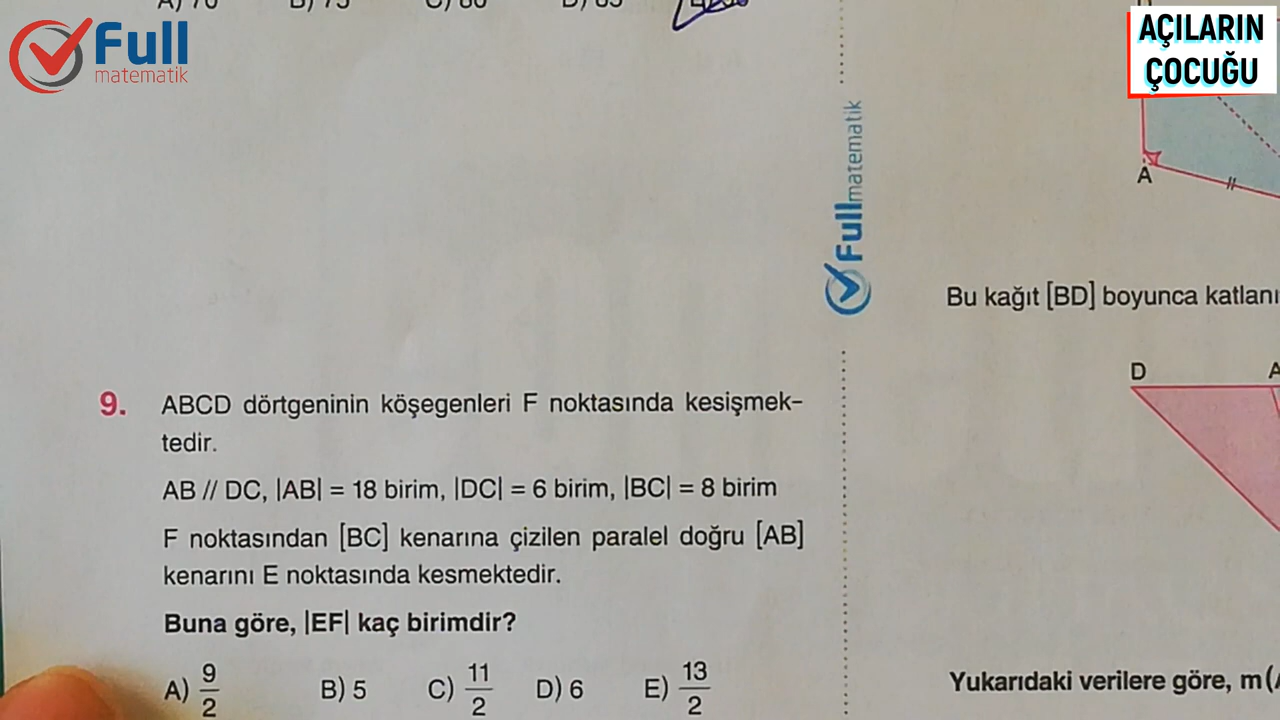 Full
matematik
AÇILARIN
ÇOCUĞU
9. ABCD dörtgeninin köşegenleri F noktasında kesişmek-
tedir.
AB // DC, |AB| = 18 birim, |DC| = 6 birim, |BC| = 8 birim
F noktasından [BC] kenarına çizilen paralel doğru [AB]
kenarını E noktasında kesmektedir.
Buna göre, |EF| kaç birimdir?
A) 9/2 B) 5 C) 11/2 D) 6 E) 13/2
Full matematik
A
Bu kağıt [BD] boyunca
D A
Yukarıdaki verilere göre,